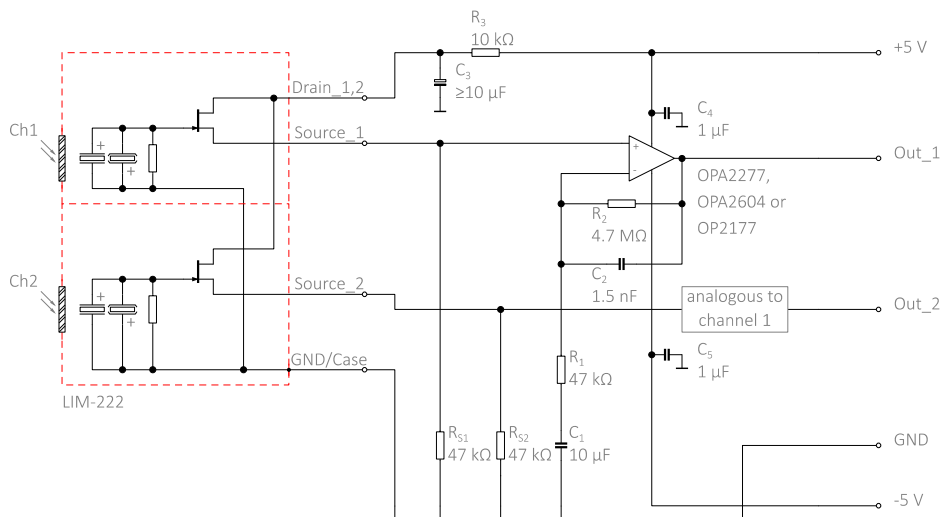 R3
10 kΩ
+5 V
Drain_1,2
C3
≥10 µF
C4
1 µF
Ch1
+
+
Source_1
+
-
Out_1
OPA2277,
OPA2604 or
OP2177
R2
4.7 MΩ
Ch2
+
+
Source_2
C2
1.5 nF
analogous to
channel 1
Out_2
GND/Case
R1
47 kΩ
C5
1 µF
LIM-222
RS1
47 kΩ
RS2
47 kΩ
C1
10 µF
GND
-5 V